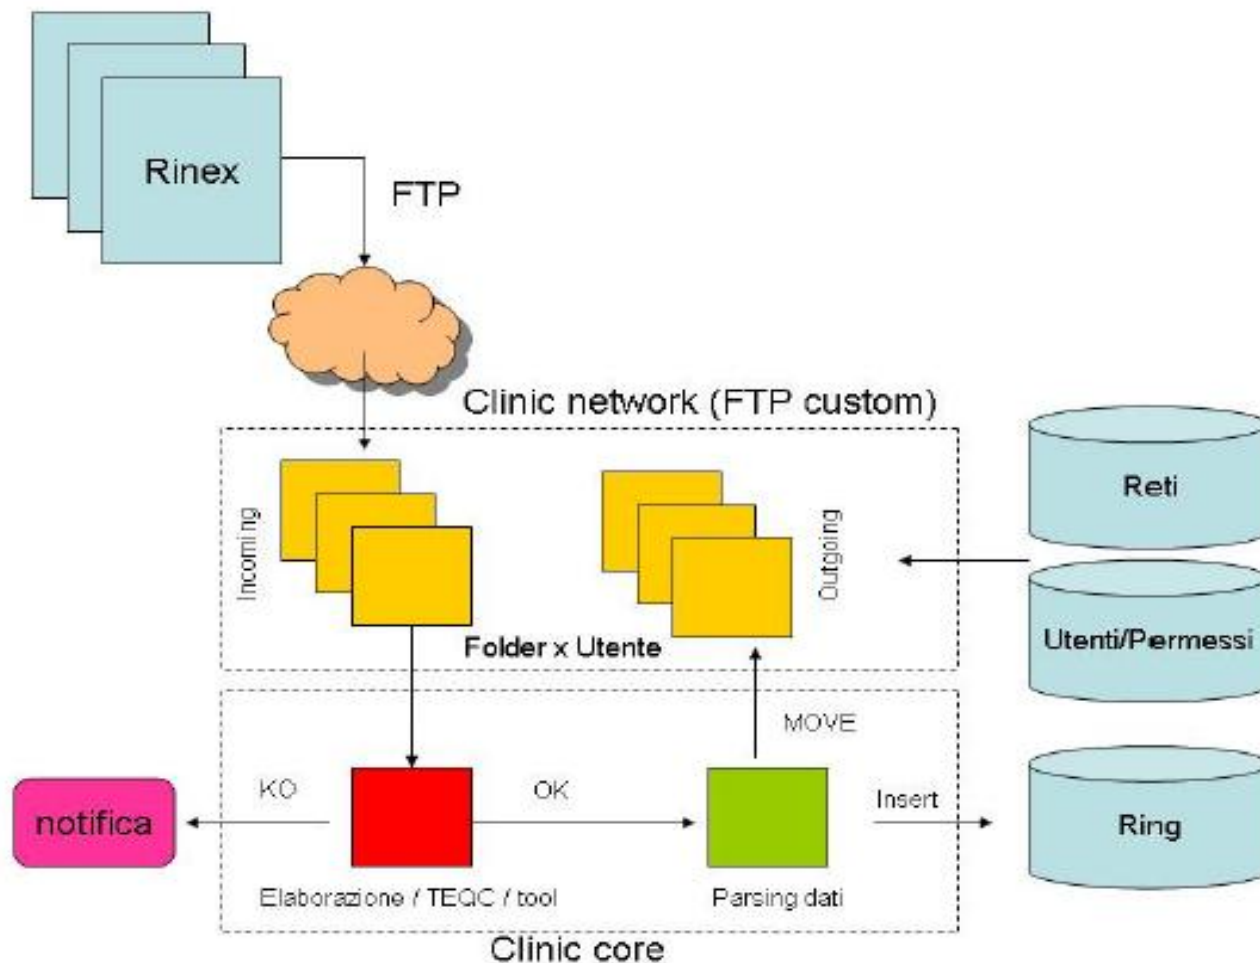 Rinex
FTP
Clinic network (FTP custom)
Incoming
Outgoing
Folder x Utente
Reti
Utenti/Permessi
MOVE
KO
OK
Insert
notifica
Ring
Elaborazione / TEQC / tool
Parsing dati
Clinic core